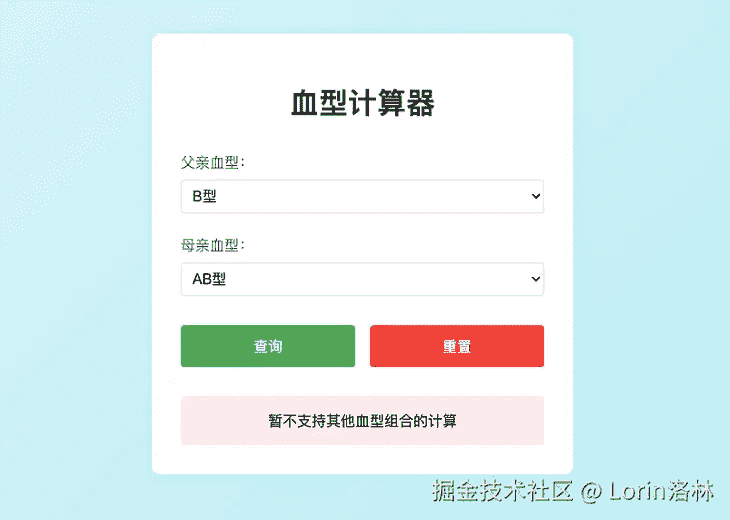 血型计算器
父亲血型：
B型
母亲血型：
AB型
查询 重置
暂不支持其他血型组合的计算
掘金技术社区 @ Lorin洛林